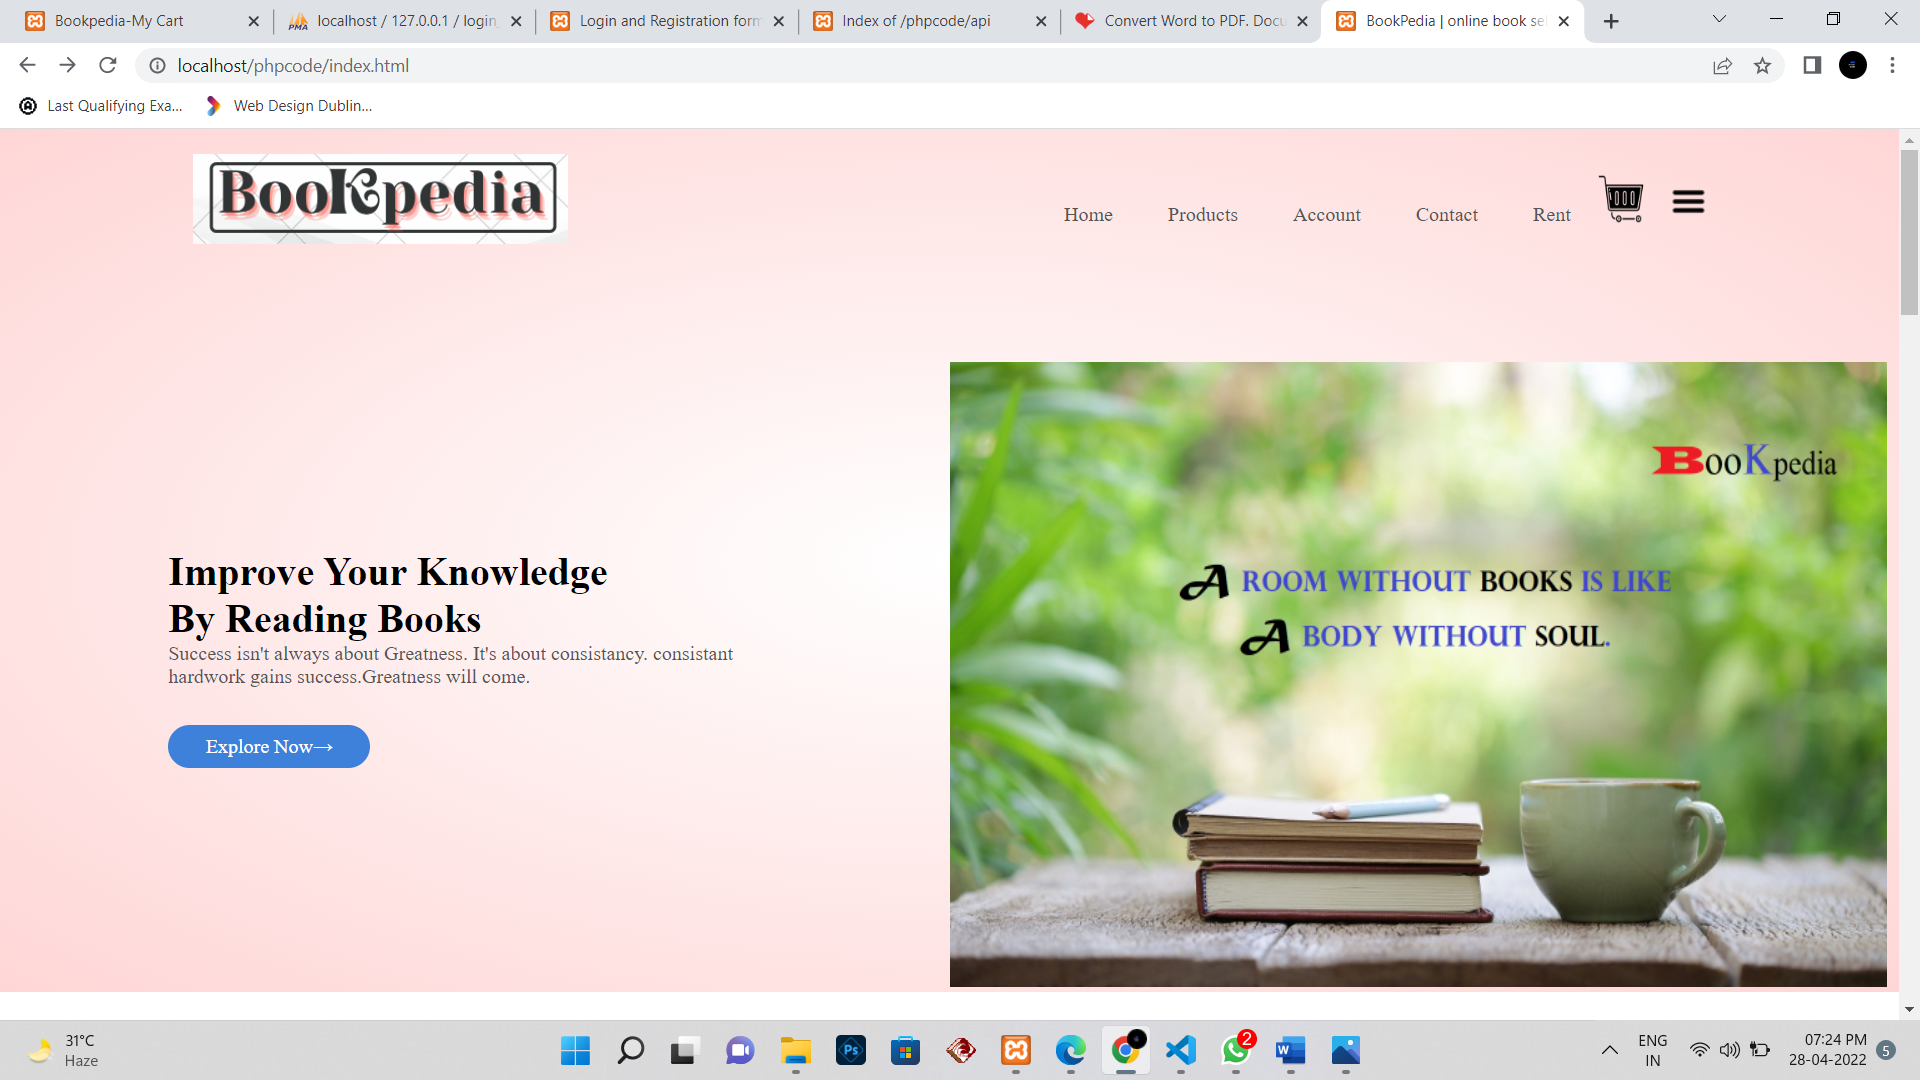 Bookpedia-My Cart
localhost / 127.0.0.1 / login_
Login and Registration form
Index of /phpcode/api
Convert Word to PDF. Docu
BookPedia | online book sel
localhost/phpcode/index.html
Last Qualifying Exa...
Web Design Dublin...
BooKpedia
Home
Products
Account
Contact
Rent
BooKpedia
A ROOM WITHOUT BOOKS IS LIKE
A BODY WITHOUT SOUL.
Improve Your Knowledge
By Reading Books
Success isn't always about Greatness. It's about consistancy. consistant
hardwork gains success.Greatness will come.
Explore Now→
31°C
Haze
2
ENG
IN
07:24 PM
28-04-2022
5